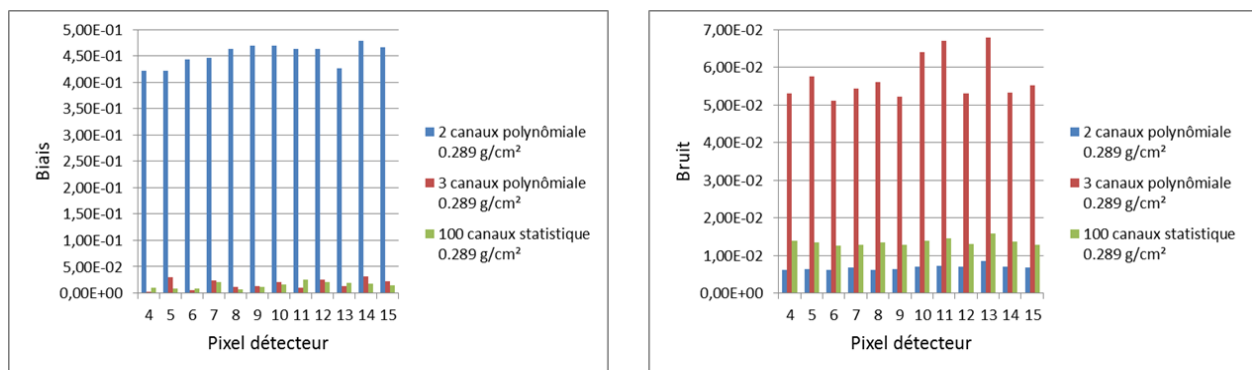 5,00E-01
4,50E-01
4,00E-01
3,50E-01
3,00E-01
2,50E-01
2,00E-01
1,50E-01
1,00E-01
5,00E-02
0,00E+00
Biais
4 5 6 7 8 9 10 11 12 13 14 15
Pixel détecteur
2 canaux polynômiale
0.289 g/cm²
3 canaux polynômiale
0.289 g/cm²
100 canaux statistique
0.289 g/cm²
7,00E-02
6,00E-02
5,00E-02
4,00E-02
3,00E-02
2,00E-02
1,00E-02
0,00E+00
Bruit
4 5 6 7 8 9 10 11 12 13 14 15
Pixel détecteur
2 canaux polynômiale
0.289 g/cm²
3 canaux polynômiale
0.289 g/cm²
100 canaux statistique
0.289 g/cm²